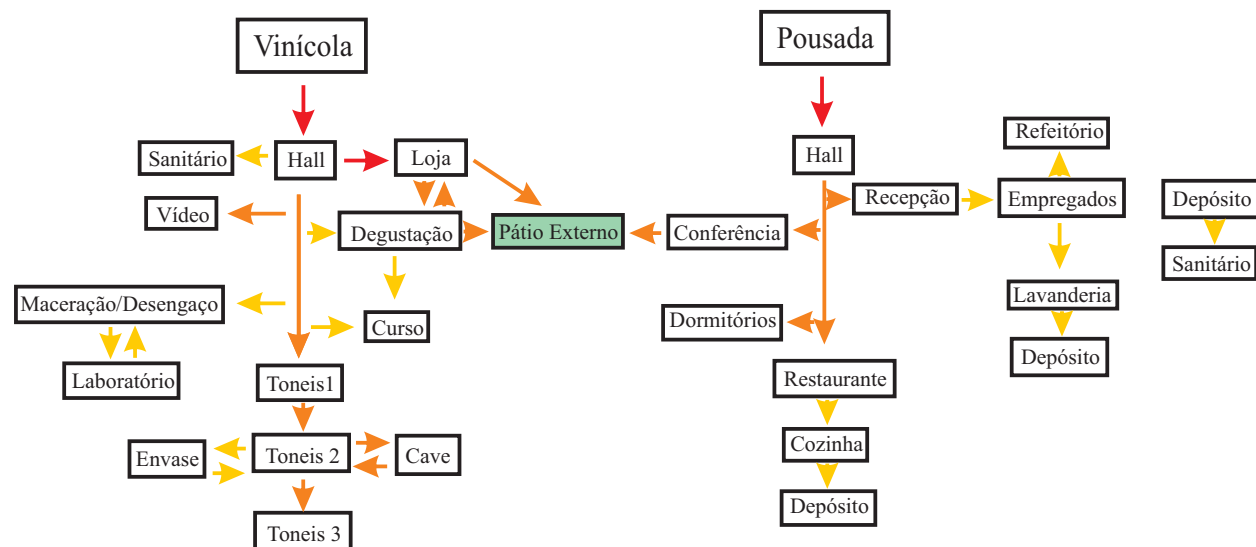 Vinícola
Pousada
Sanitário
Hall
Loja
Hall
Refeitório
Vídeo
Degustação
Pátio Externo
Conferência
Recepção
Empregados
Depósito
Sanitário
Maceração/Desengaço
Curso
Dormitórios
Lavanderia
Laboratório
Toneis1
Restaurante
Depósito
Envase
Toneis 2
Cave
Cozinha
Depósito
Toneis 3